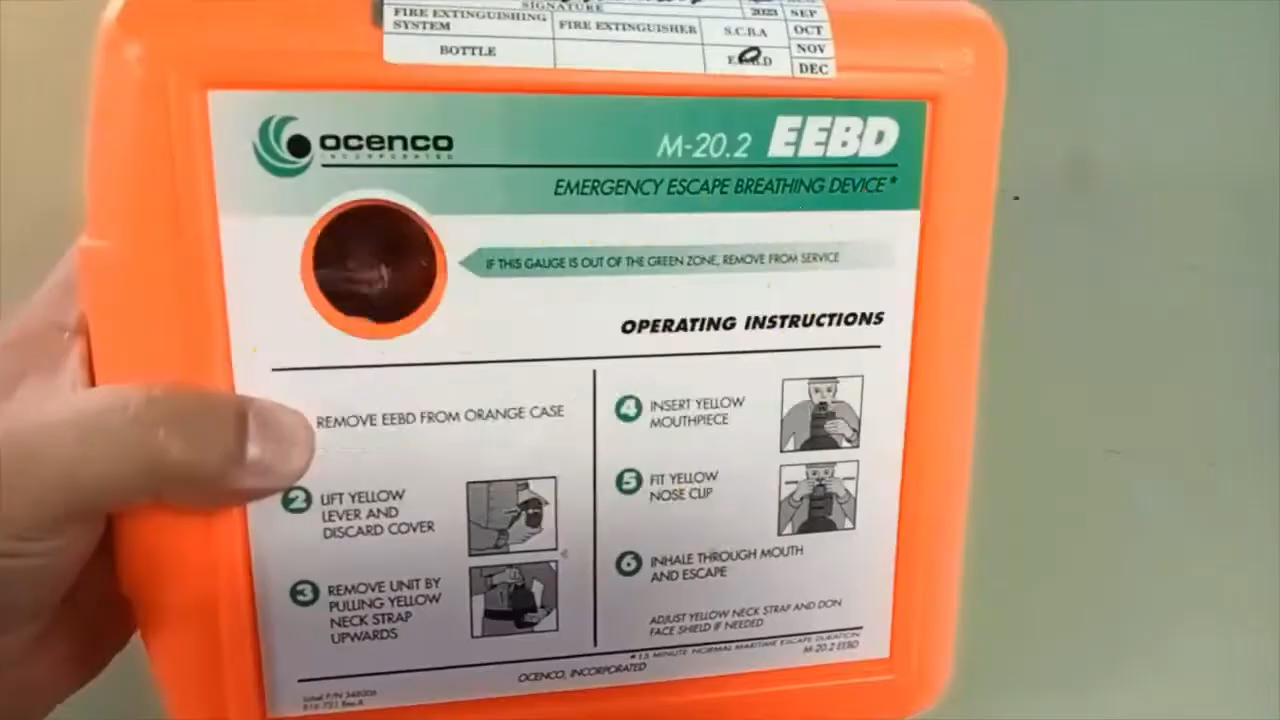 SIGNATURE
2023
SEP
FIRE EXTINGUISHING
SYSTEM
FIRE EXTINGUISHER
S.C.B.A
OCT
BOTTLE
NOV
DEC
ocenco
INCORPORATED
M-20.2 EEBD
EMERGENCY ESCAPE BREATHING DEVICE*
IF THIS GAUGE IS OUT OF THE GREEN ZONE, REMOVE FROM SERVICE
OPERATING INSTRUCTIONS
REMOVE EEBD FROM ORANGE CASE
2 LIFT YELLOW
LEVER AND
DISCARD COVER
3 REMOVE UNIT BY
PULLING YELLOW
NECK STRAP
UPWARDS
4 INSERT YELLOW
MOUTHPIECE
5 FIT YELLOW
NOSE CLIP
6 INHALE THROUGH MOUTH
AND ESCAPE
ADJUST YELLOW NECK STRAP AND DON
FACE SHIELD IF NEEDED
*15 MINUTE NORMAL MARITIME ESCAPE DURATION
M-20.2 EEBD
OCENCO, INCORPORATED